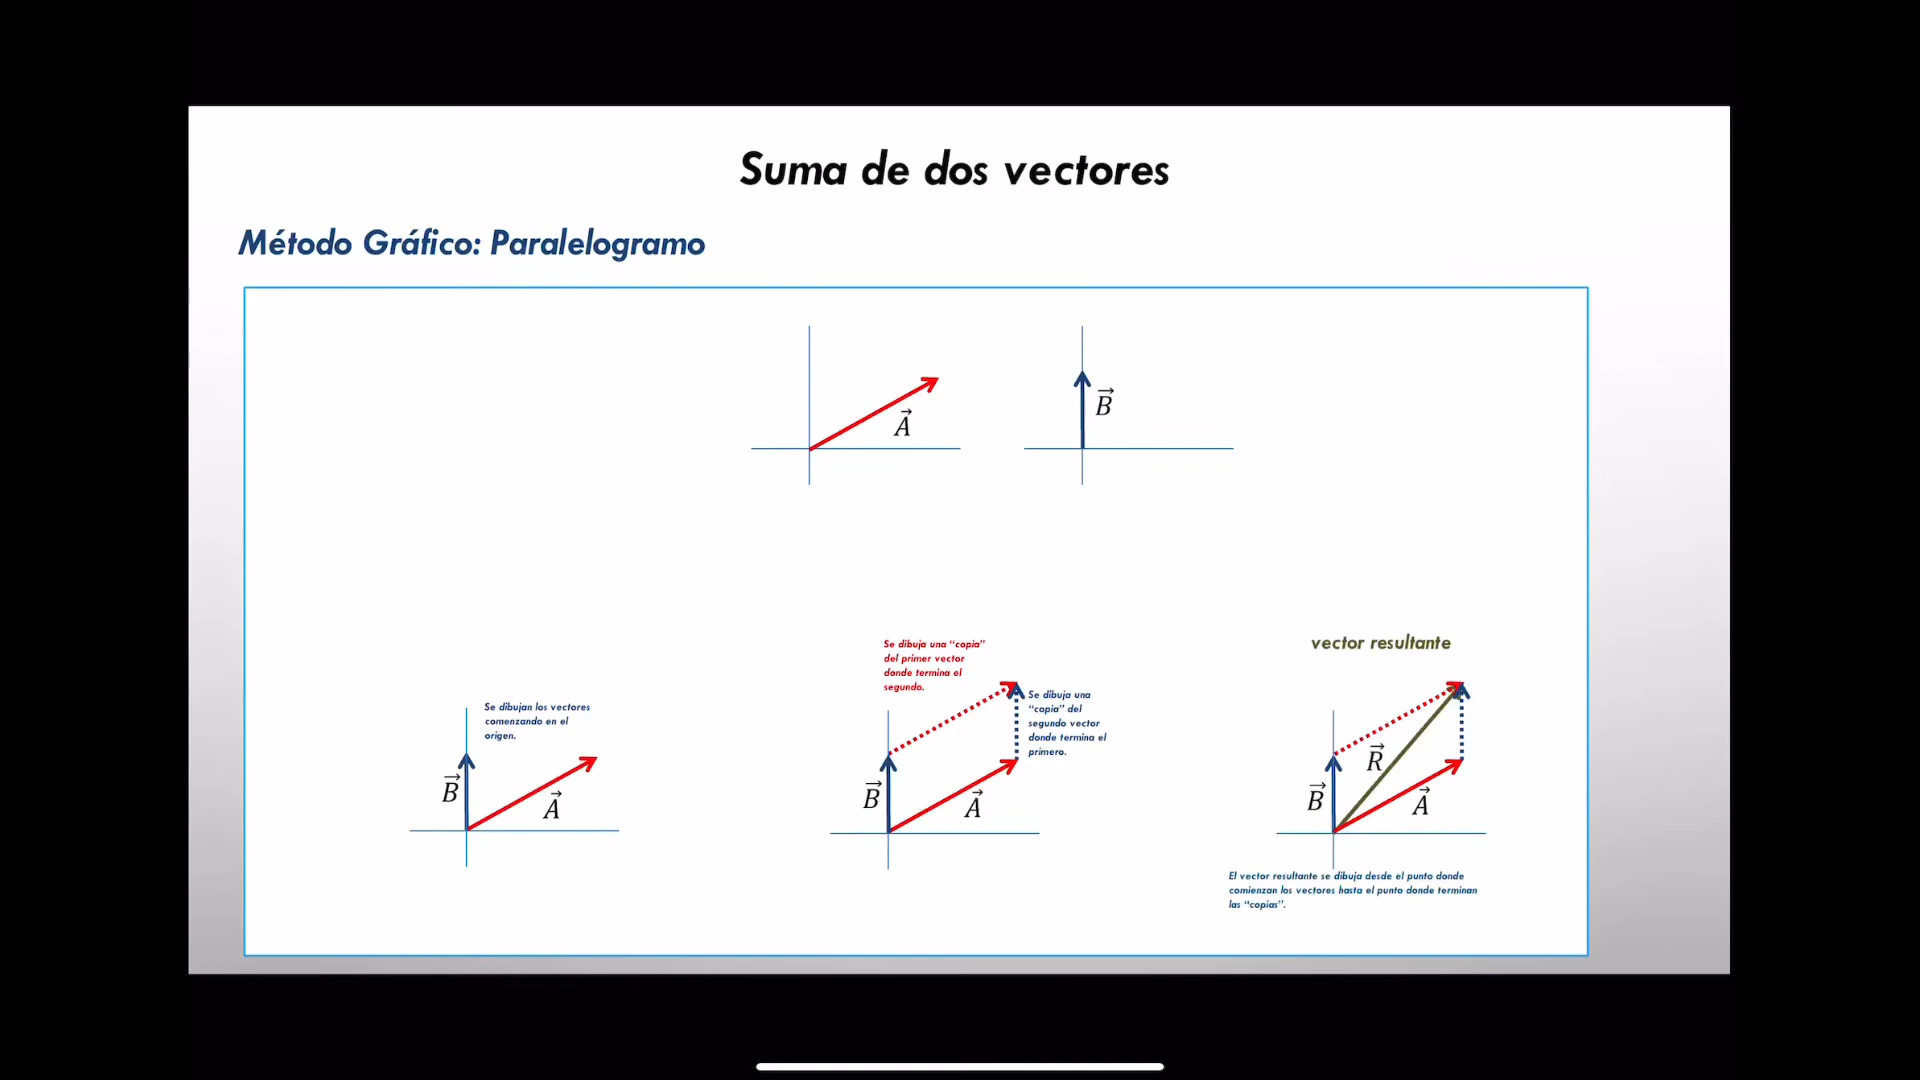 Suma de dos vectores
Método Gráfico: Paralelogramo
A⃗
B⃗
Se dibujan los vectores
comenzando en el
origen.
B⃗
A⃗
Se dibuja una “copia”
del primer vector
donde termina el
segundo.
Se dibuja una
“copia” del
segundo vector
donde termina el
primero.
B⃗
A⃗
vector resultante
R⃗
B⃗
A⃗
El vector resultante se dibuja desde el punto donde
comienzan los vectores hasta el punto donde terminan
las “copias”.